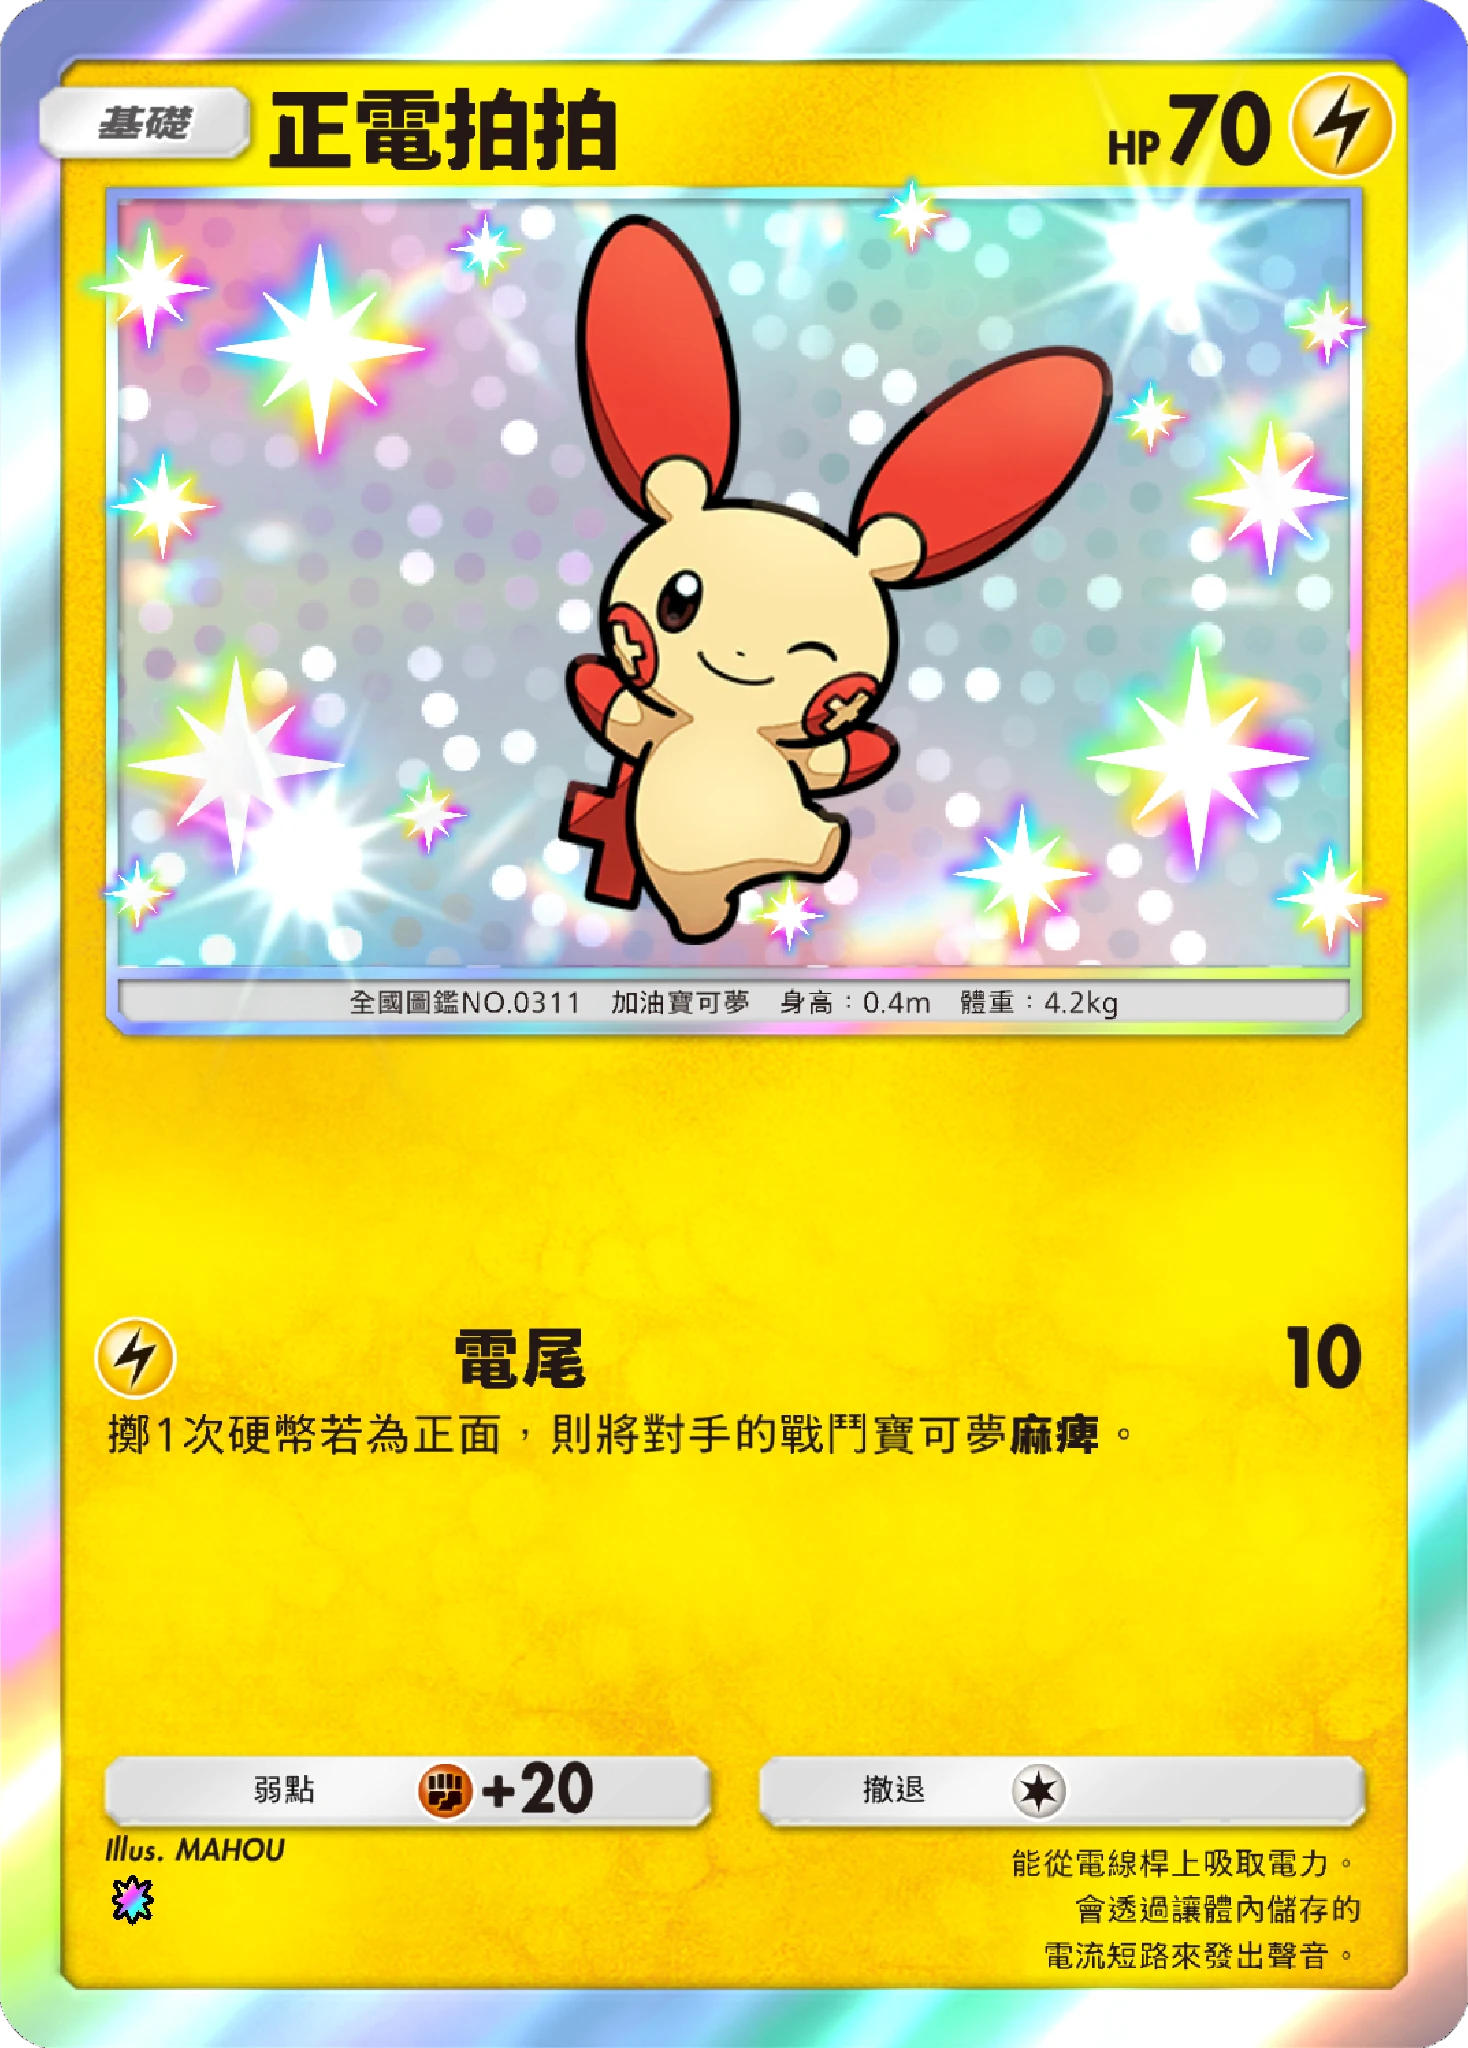 基礎 正電拍拍 HP70
全國圖鑑NO.0311 加油寶可夢 身高：0.4m 體重：4.2kg
電尾 10
擲1次硬幣若為正面，則將對手的戰鬥寶可夢麻痺。
弱點 +20 撤退
Illus. MAHOU
能從電線桿上吸取電力。
會透過讓體內儲存的
電流短路來發出聲音。